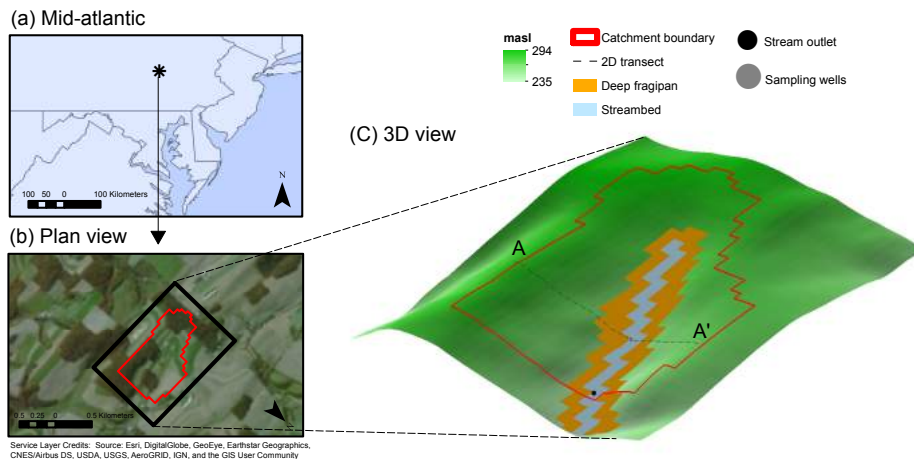 (a) Mid-atlantic
100 50 0 100 Kilometers
N
(b) Plan view
0.5 0.25 0 0.5 Kilometers
Service Layer Credits: Source: Esri, DigitalGlobe, GeoEye, Earthstar Geographics,
CNES/Airbus DS, USDA, USGS, AeroGRID, IGN, and the GIS User Community
masl
294
235
Catchment boundary
2D transect
Deep fragipan
Streambed
Stream outlet
Sampling wells
(C) 3D view
A
A'